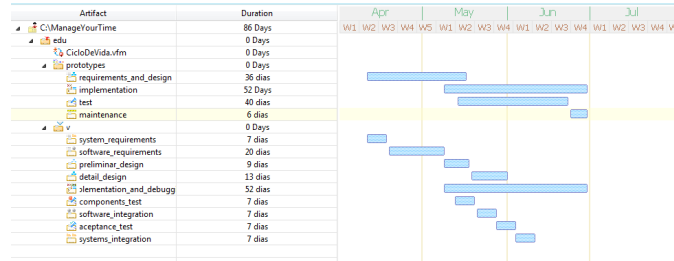 Artifact Duration Apr May Jun Jul
C:\ManageYourTime 86 Days W1 W2 W3 W4 W5 W1 W2 W3 W4 W1 W2 W3 W4 W1 W2 W3 W4
edu 0 Days
CicloDeVida.vfm 0 Days
prototypes 0 Days
requirements_and_design 36 dias
implementation 52 Days
test 40 dias
maintenance 6 dias
v 0 Days
system_requirements 7 dias
software_requirements 20 dias
preliminar_design 9 dias
detail_design 13 dias
plementation_and_debugg 52 dias
components_test 7 dias
software_integration 7 dias
aceptance_test 7 dias
systems_integration 7 dias